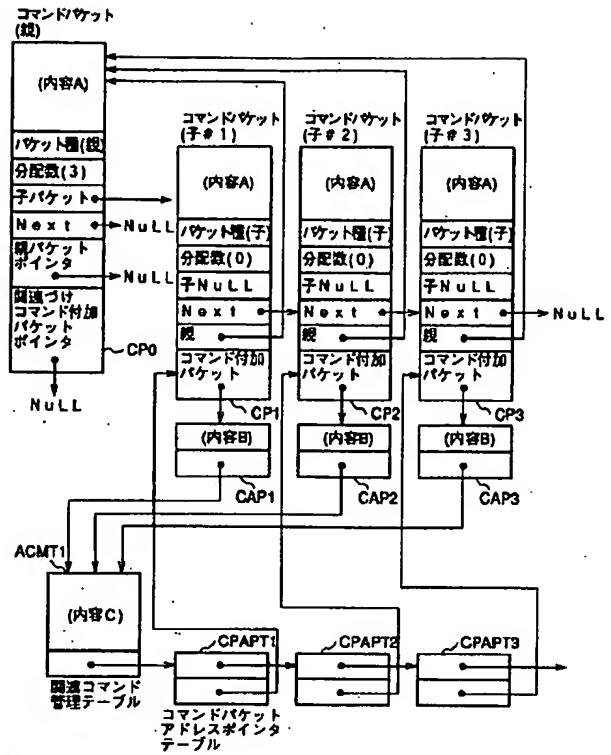 コマンドパケット
(親)
(内容A)
パケット種(親)
分配数(3)
子パケット
Next
NuLL
親パケット
ポインタ
NuLL
関連づけ
コマンド付加
パケット
ポインタ
CP0
NuLL
コマンドパケット
(子#1)
(内容A)
パケット種(子)
分配数(0)
子NuLL
Next
親
コマンド付加
パケット
CP1
(内容B)
CAP1
コマンドパケット
(子#2)
(内容A)
パケット種(子)
分配数(0)
子NuLL
Next
親
コマンド付加
パケット
CP2
(内容B)
CAP2
コマンドパケット
(子#3)
(内容A)
パケット種(子)
分配数(0)
子NuLL
Next
NuLL
親
コマンド付加
パケット
CP3
(内容B)
CAP3
ACMT1
(内容C)
関連コマンド
管理テーブル
CPAPT1
コマンドパケット
アドレスポインタ
テーブル
CPAPT2
CPAPT3